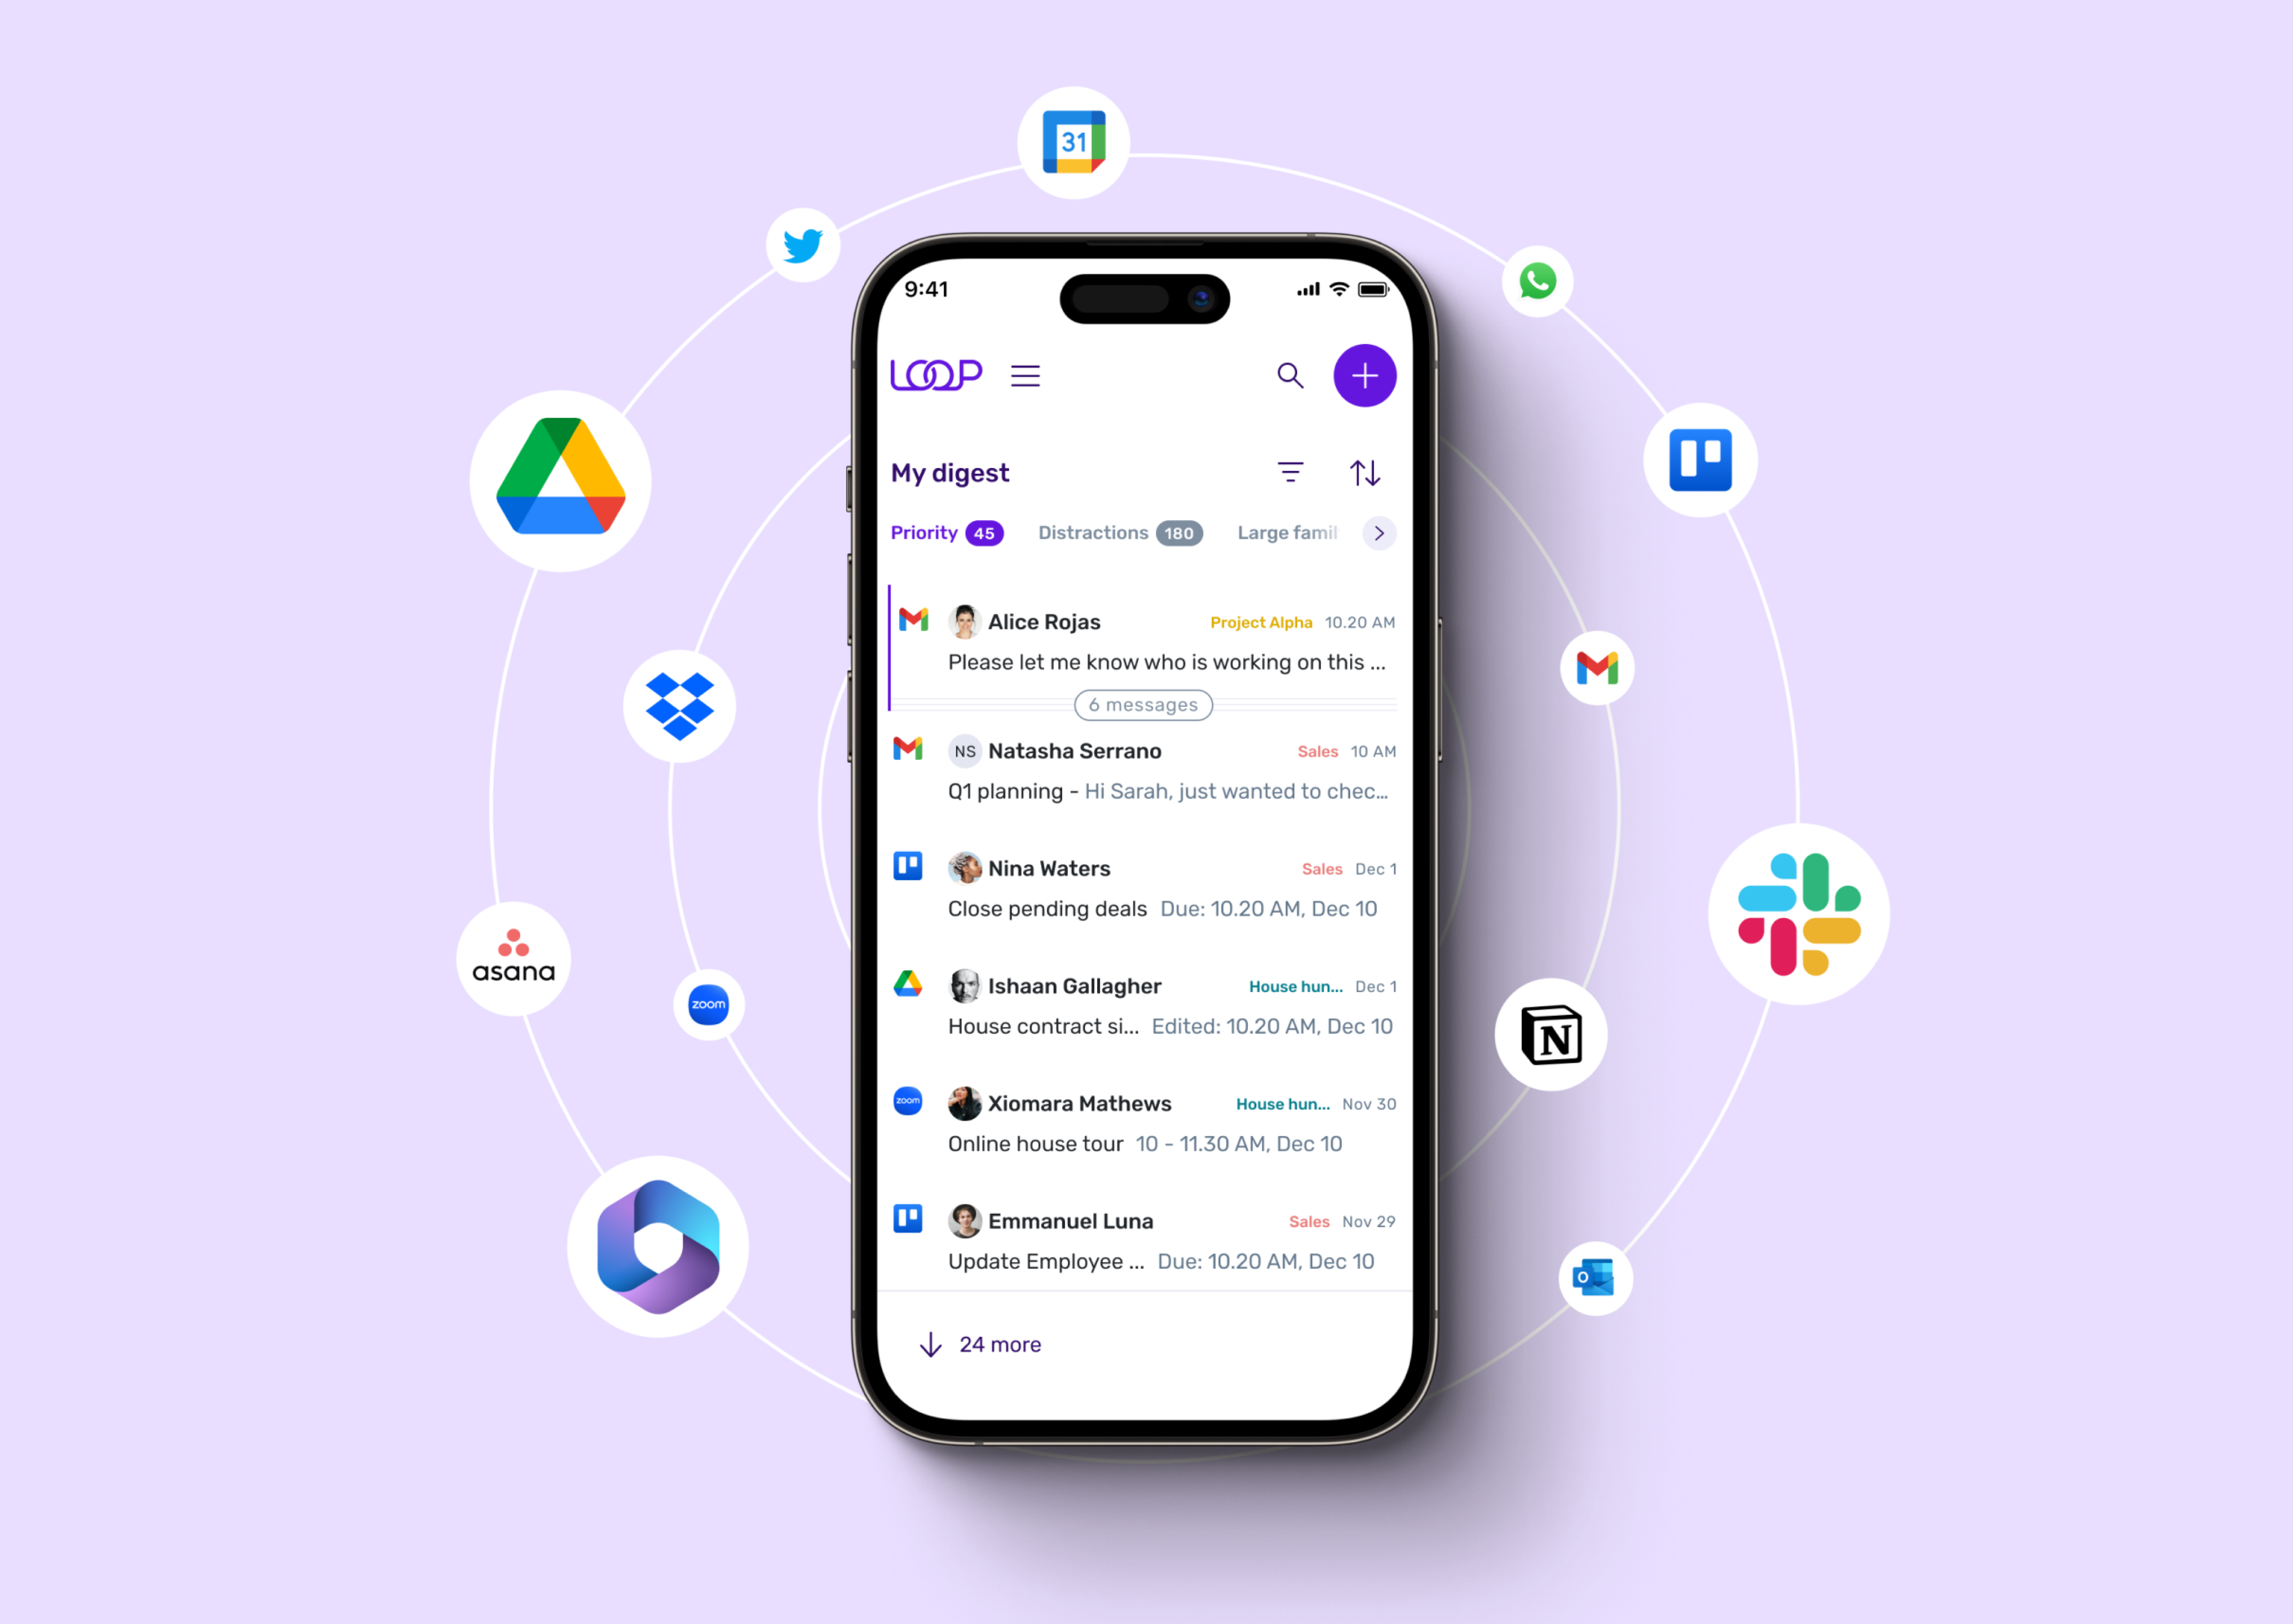 31
9:41
LOOP
My digest
Priority 45 Distractions 180 Large famil
Alice Rojas Project Alpha 10.20 AM
Please let me know who is working on this ...
6 messages
NS Natasha Serrano Sales 10 AM
Q1 planning - Hi Sarah, just wanted to chec...
Nina Waters Sales Dec 1
Close pending deals Due: 10.20 AM, Dec 10
asana
Ishaan Gallagher House hun... Dec 1
zoom
House contract si... Edited: 10.20 AM, Dec 10
N
zoom Xiomara Mathews House hun... Nov 30
Online house tour 10 - 11.30 AM, Dec 10
Emmanuel Luna Sales Nov 29
Update Employee ... Due: 10.20 AM, Dec 10
O
24 more